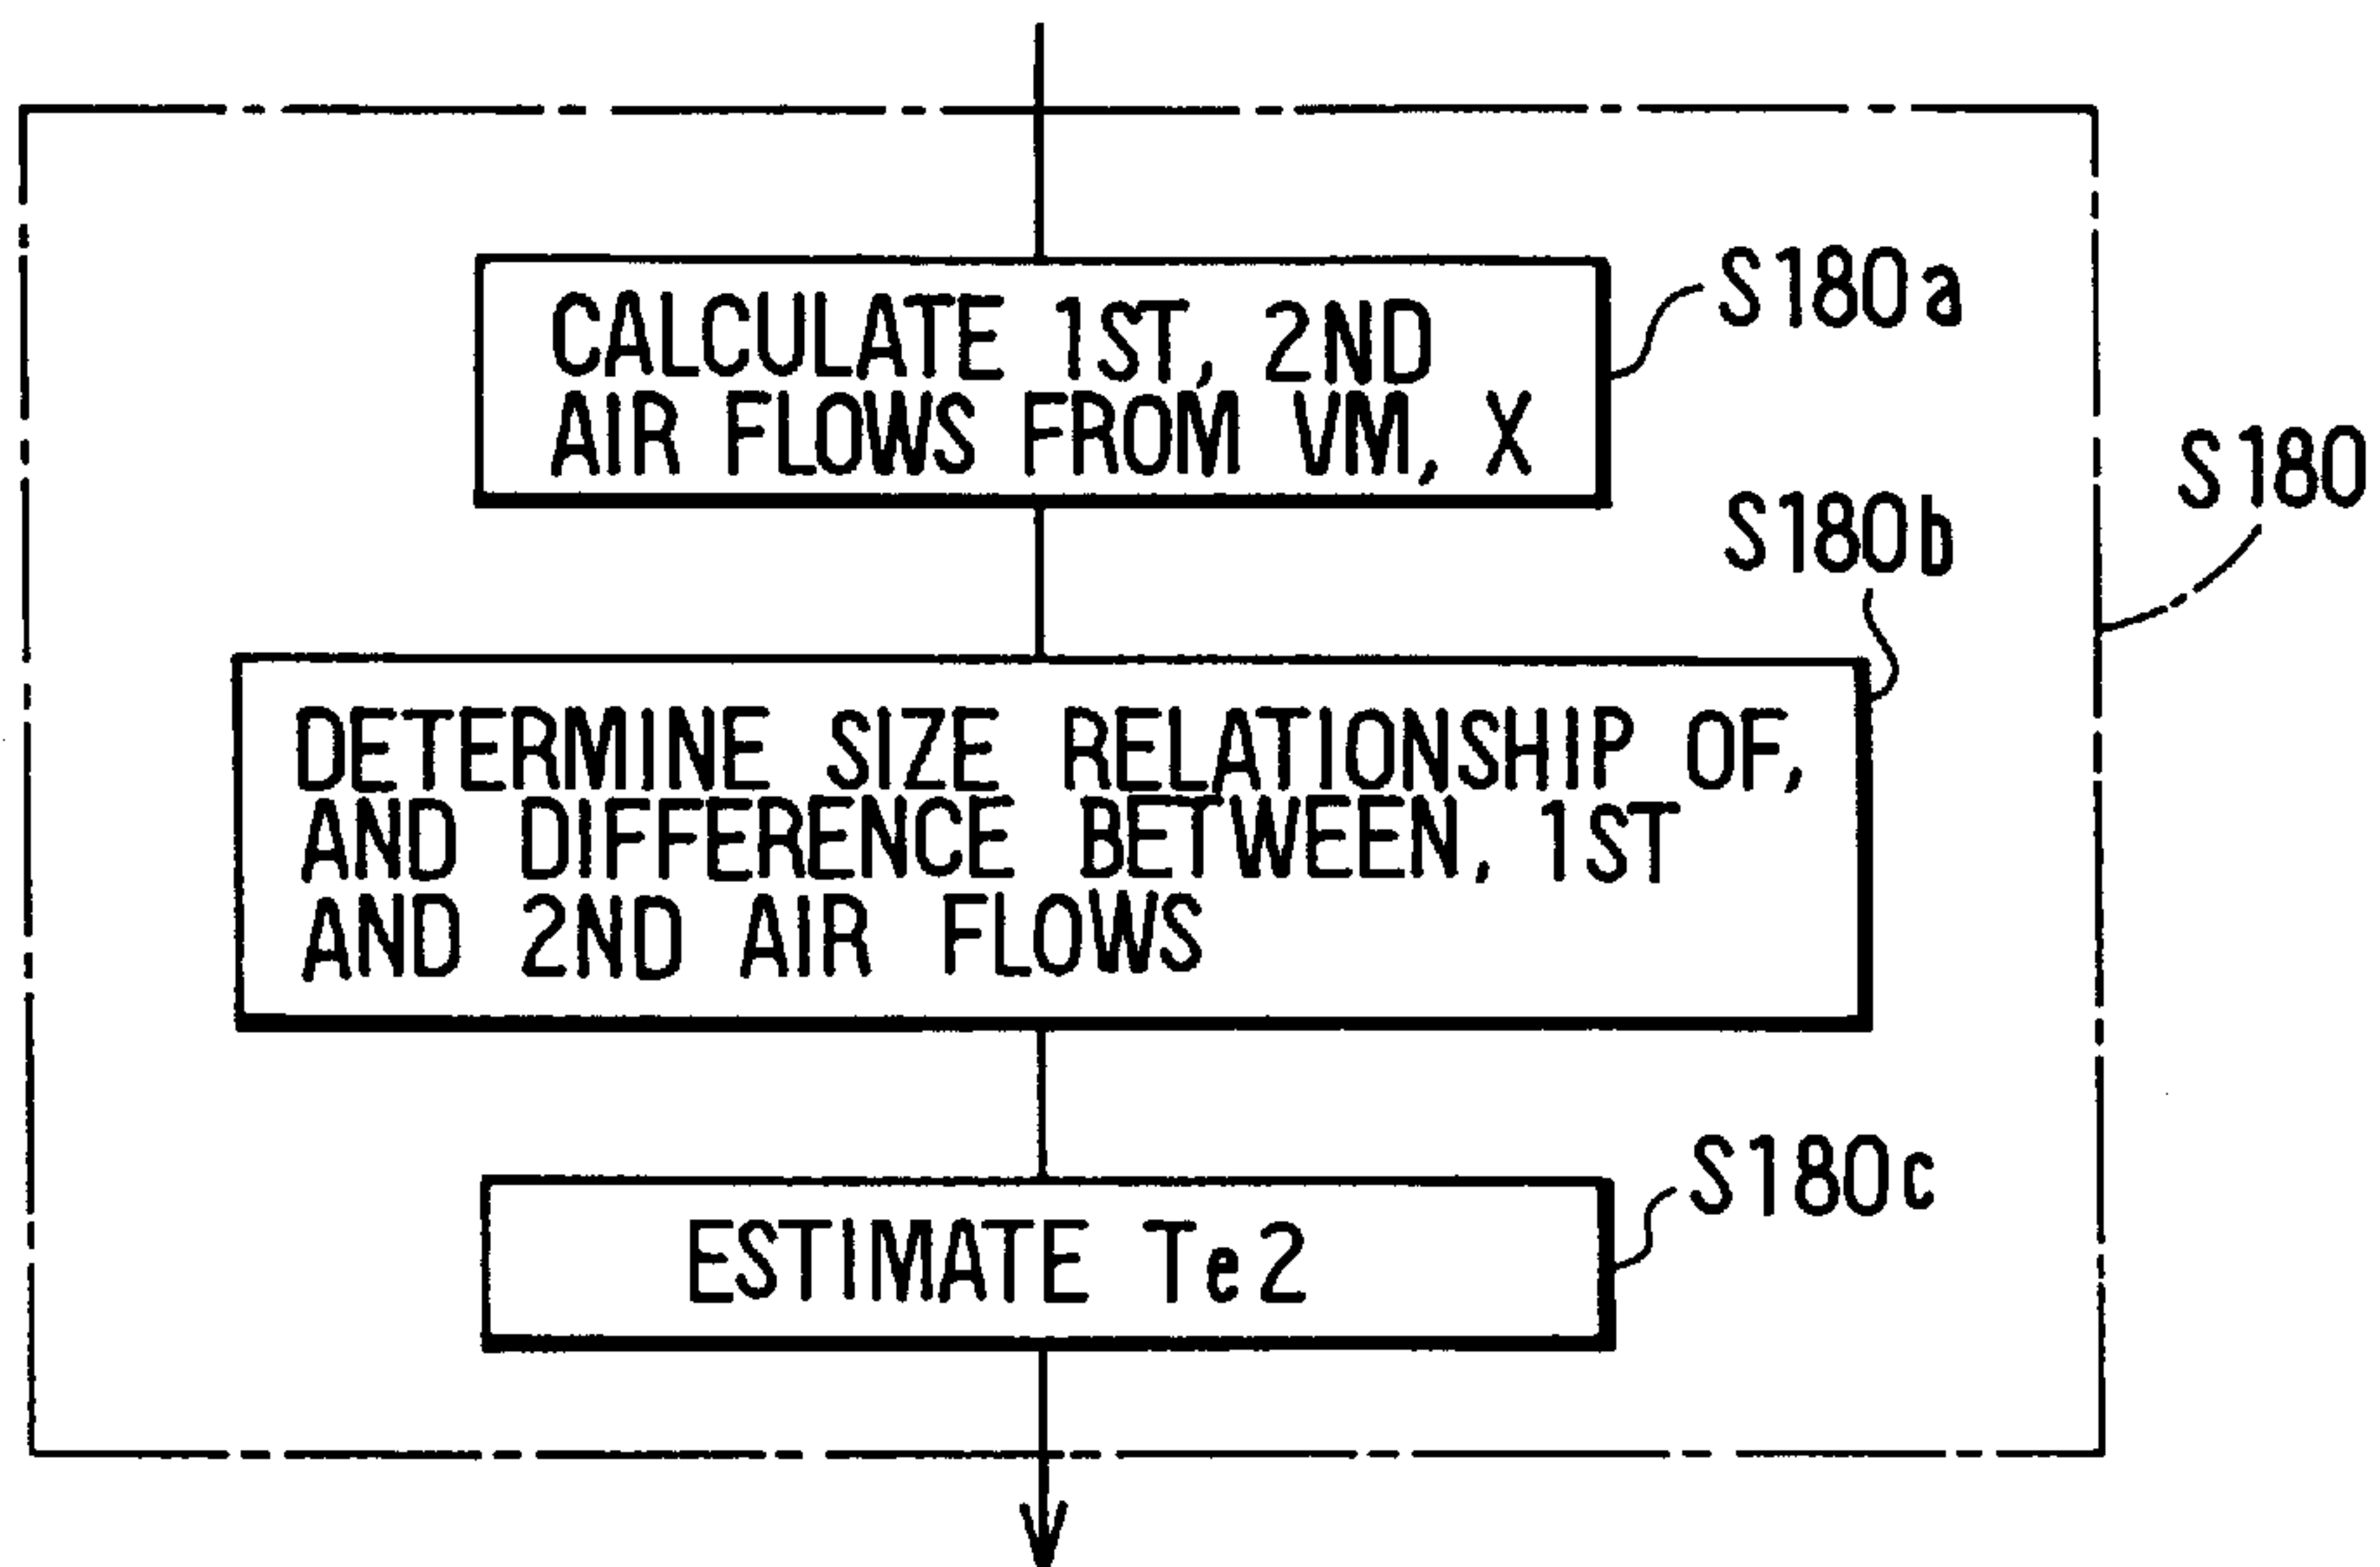 CALCULATE 1ST, 2ND
AIR FLOWS FROM VM, X
S180a
S180
S180b
DETERMINE SIZE RELATIONSHIP OF,
AND DIFFERENCE BETWEEN, 1ST
AND 2ND AIR FLOWS
ESTIMATE Te2
S180c